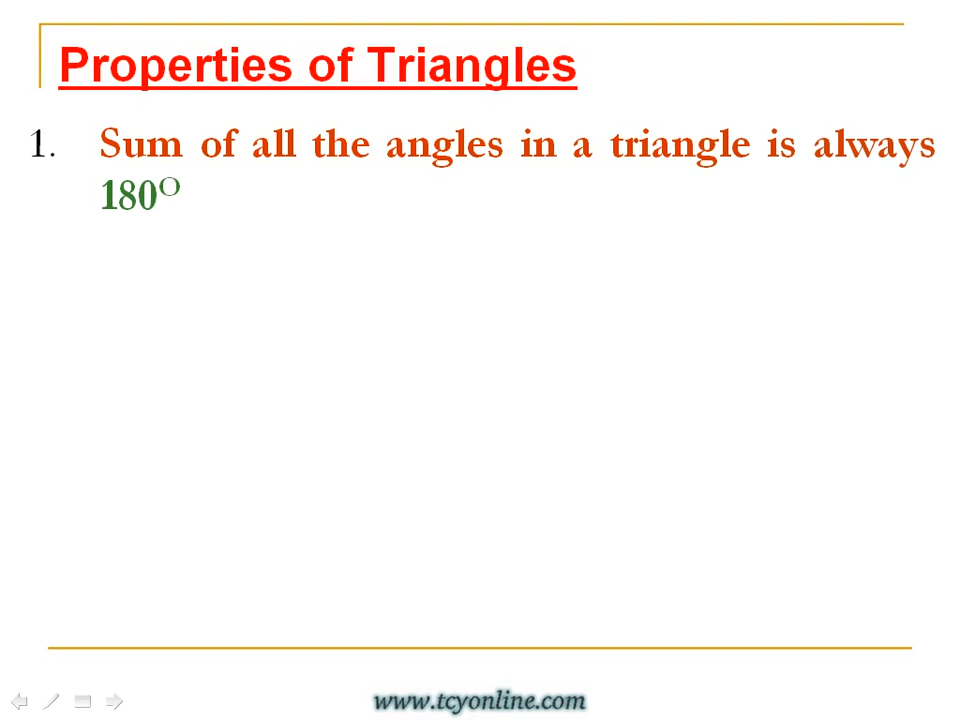 Properties of Triangles
1. Sum of all the angles in a triangle is always
180ᴼ
www.tcyonline.com